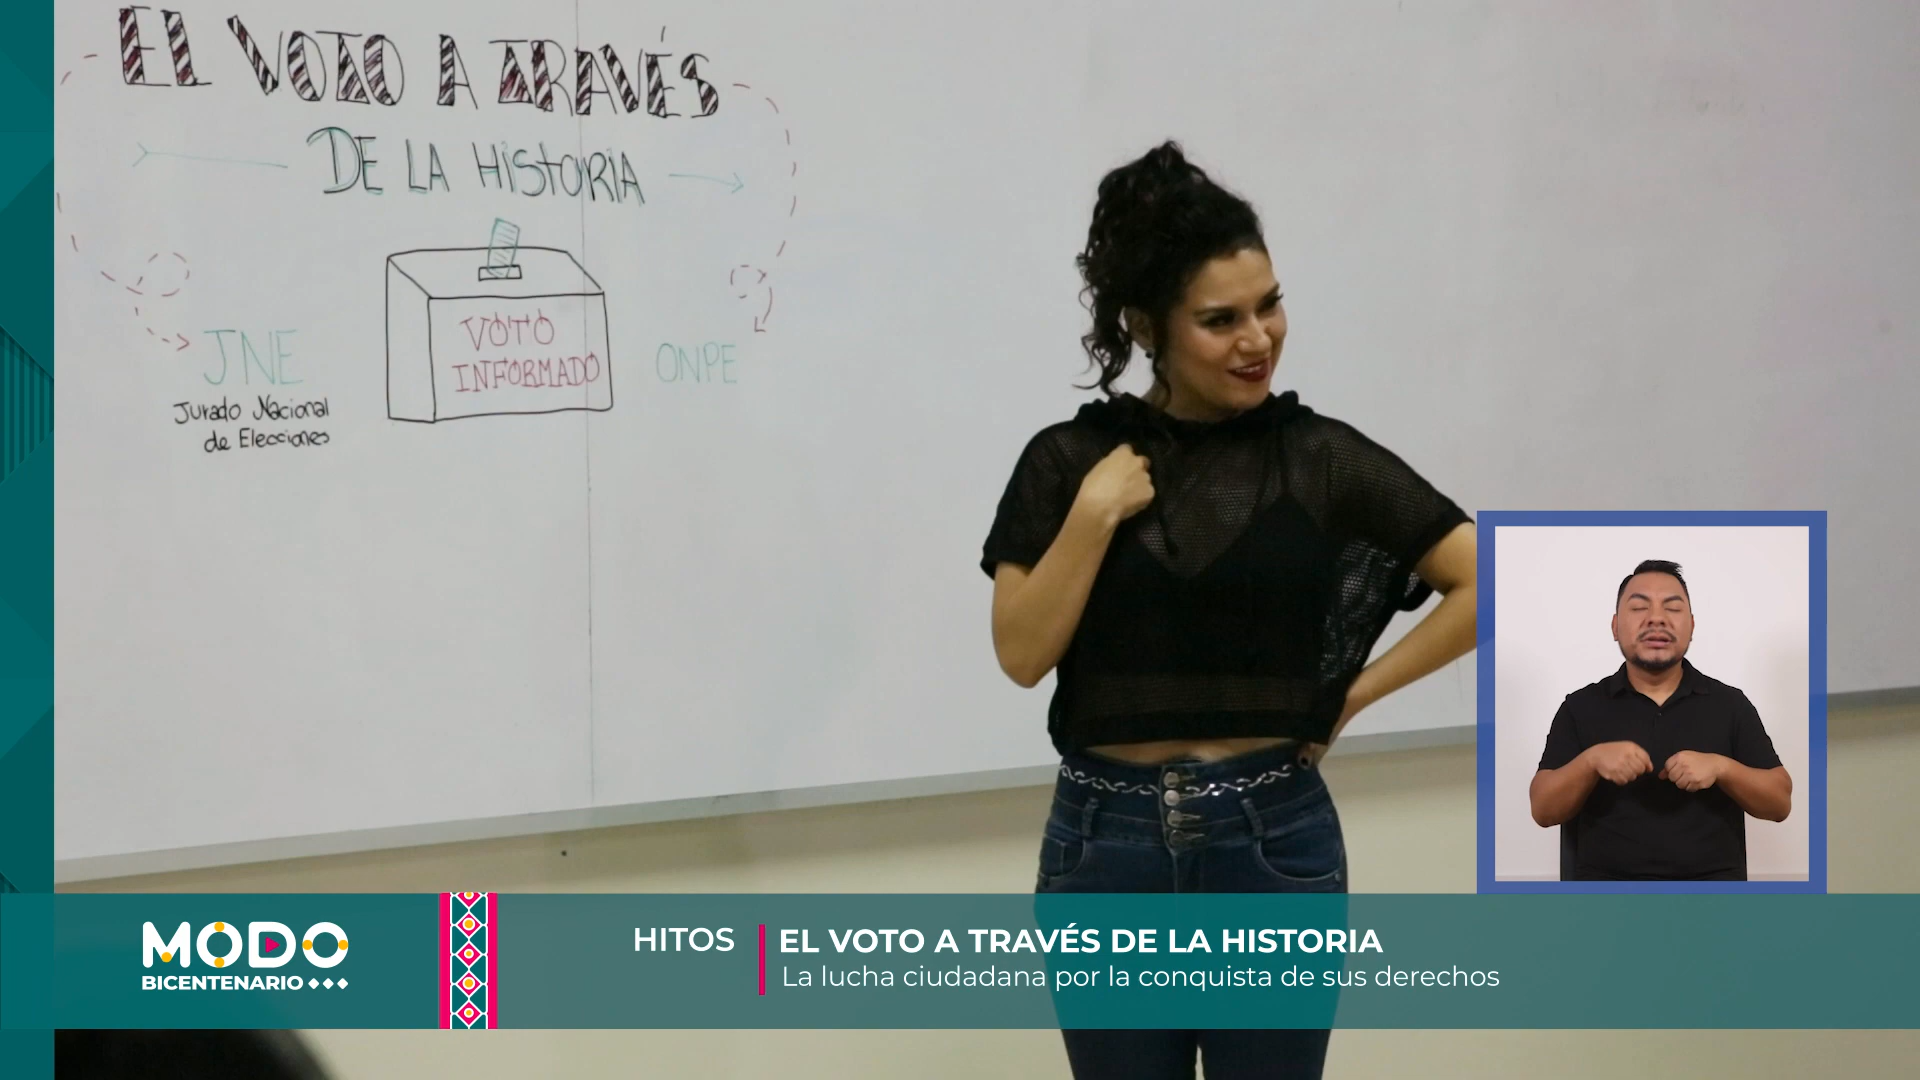 EL VOTO A TRAVÉS
DE LA HISTORIA
VOTO
INFORMADO
JNE
Jurado Nacional
de Elecciones
ONPE
MODO
BICENTENARIO
HITOS
EL VOTO A TRAVÉS DE LA HISTORIA
La lucha ciudadana por la conquista de sus derechos